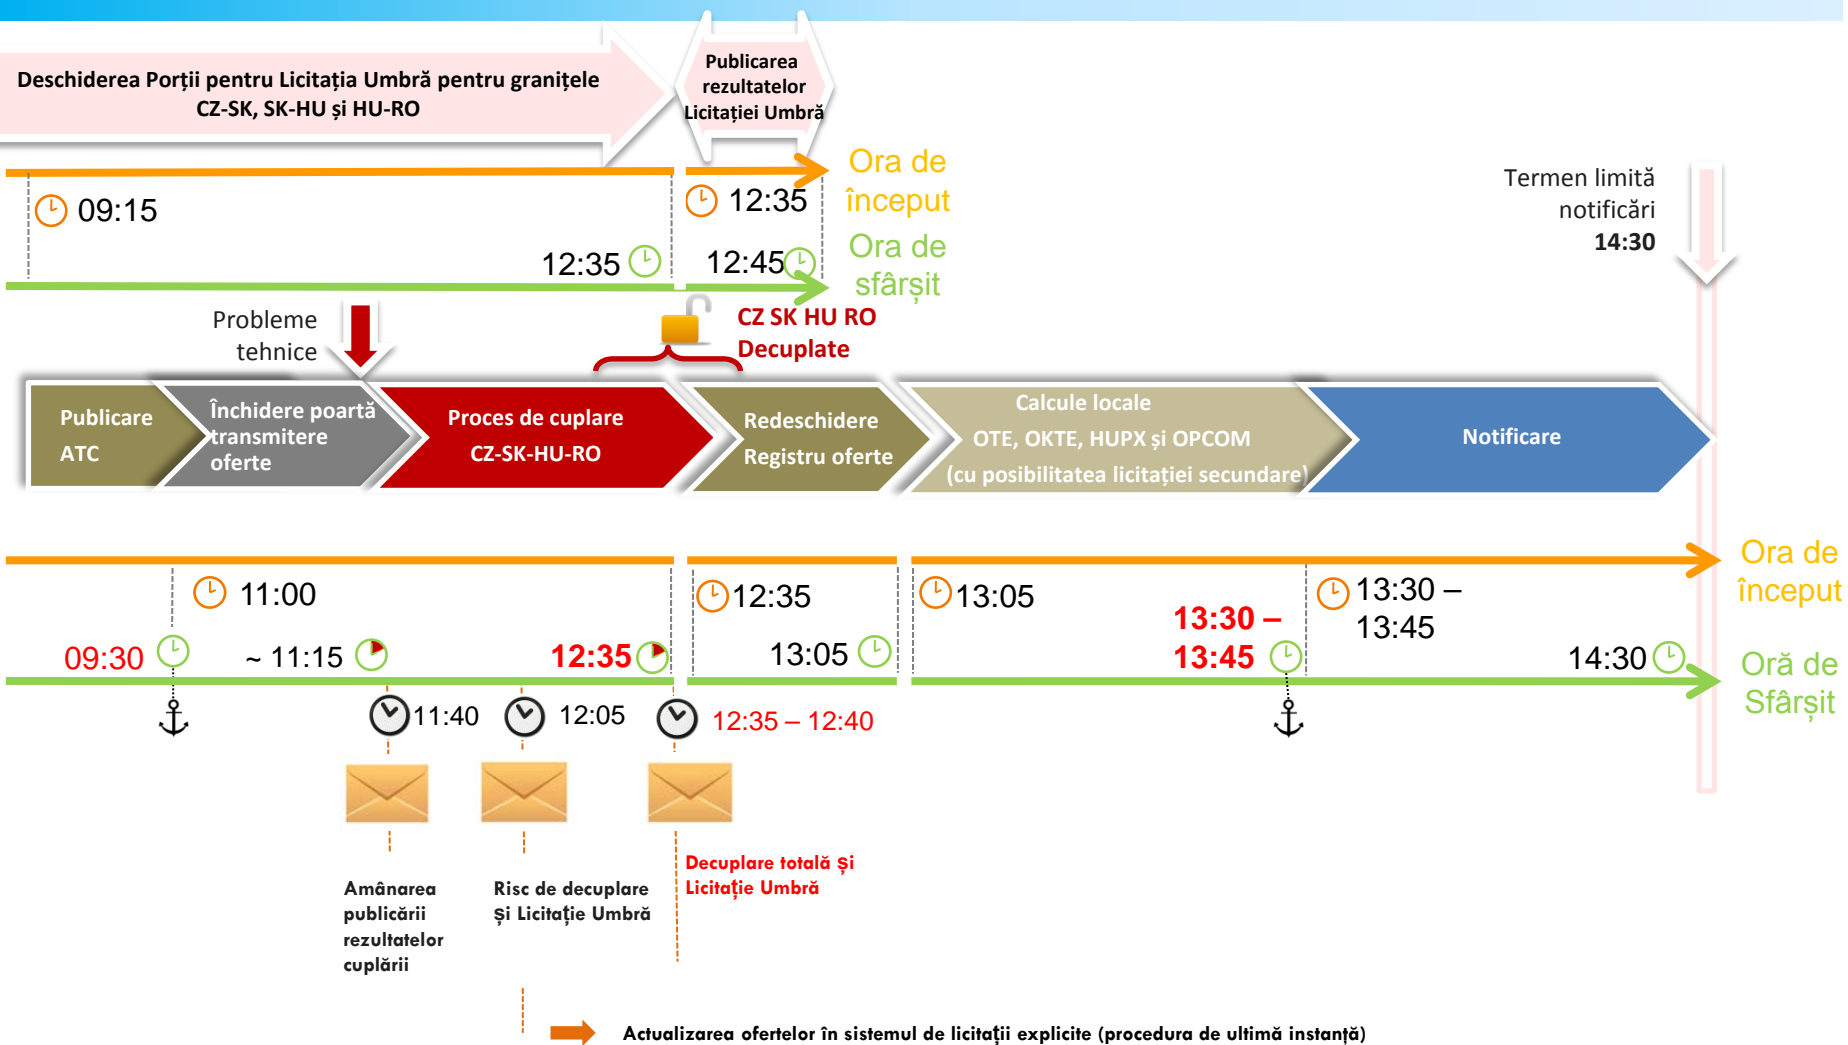 Deschiderea Porții pentru Licitația Umbră pentru granițele
CZ-SK, SK-HU și HU-RO
Publicarea
rezultatelor
Licitației Umbră
Ora de
început
09:15
12:35
12:35
12:45
Ora de
sfârșit
Termen limită
notificări
14:30
Probleme
tehnice
CZ SK HU RO
Decuplate
Publicare
ATC
Închidere poartă
transmitere
oferte
Proces de cuplare
CZ-SK-HU-RO
Redeschidere
Registru oferte
Calcule locale
OTE, OKTE, HUPX și OPCOM
(cu posibilitatea licitației secundare)
Notificare
Ora de
început
11:00
12:35
13:05
13:30 –
13:45
09:30
~ 11:15
12:35
13:05
13:30 –
13:45
14:30
Oră de
Sfârșit
11:40
12:05
12:35 – 12:40
Amânarea
publicării
rezultatelor
cuplării
Risc de decuplare
și Licitație Umbră
Decuplare totală și
Licitație Umbră
Actualizarea ofertelor în sistemul de licitații explicite (procedura de ultimă instanță)